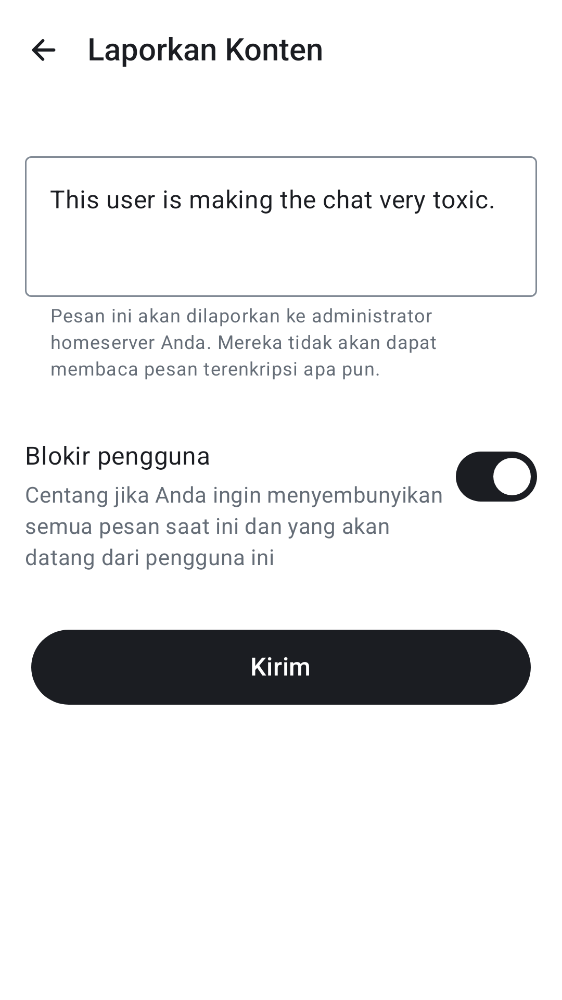 Laporkan Konten
This user is making the chat very toxic.
Pesan ini akan dilaporkan ke administrator
homeserver Anda. Mereka tidak akan dapat
membaca pesan terenkripsi apa pun.
Blokir pengguna
Centang jika Anda ingin menyembunyikan
semua pesan saat ini dan yang akan
datang dari pengguna ini
Kirim